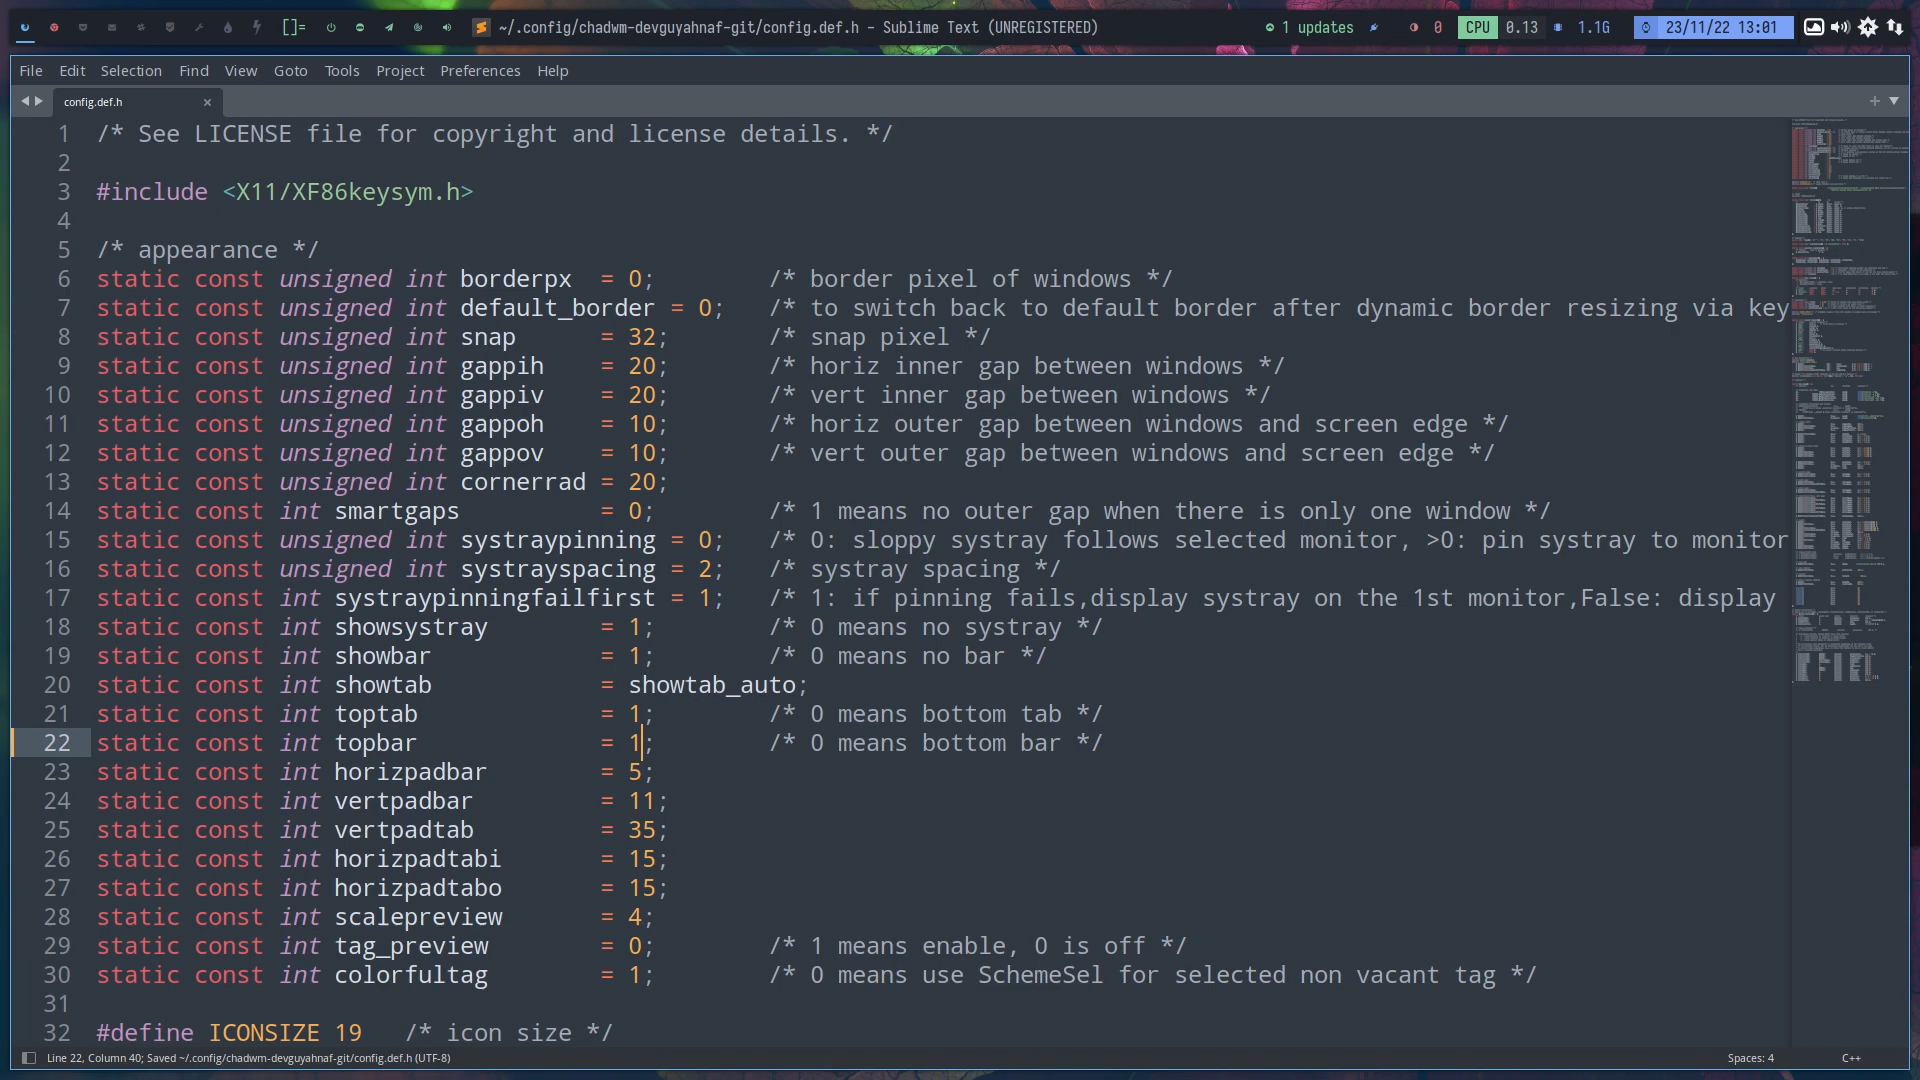 []=
~/.config/chadwm-devguyahnaf-git/config.def.h – Sublime Text (UNREGISTERED)
1 updates
0
CPU 0.13
1.1G
23/11/22 13:01
File Edit Selection Find View Goto Tools Project Preferences Help
config.def.h
1 /* See LICENSE file for copyright and license details. */
2
3 #include <X11/XF86keysym.h>
4
5 /* appearance */
6 static const unsigned int borderpx = 0; /* border pixel of windows */
7 static const unsigned int default_border = 0; /* to switch back to default border after dynamic border resizing via key
8 static const unsigned int snap = 32; /* snap pixel */
9 static const unsigned int gappih = 20; /* horiz inner gap between windows */
10 static const unsigned int gappiv = 20; /* vert inner gap between windows */
11 static const unsigned int gappoh = 10; /* horiz outer gap between windows and screen edge */
12 static const unsigned int gappov = 10; /* vert outer gap between windows and screen edge */
13 static const unsigned int cornerrad = 20;
14 static const int smartgaps = 0; /* 1 means no outer gap when there is only one window */
15 static const unsigned int systraypinning = 0; /* 0: sloppy systray follows selected monitor, >0: pin systray to monitor
16 static const unsigned int systrayspacing = 2; /* systray spacing */
17 static const int systraypinningfailfirst = 1; /* 1: if pinning fails,display systray on the 1st monitor,False: display
18 static const int showsystray = 1; /* 0 means no systray */
19 static const int showbar = 1; /* 0 means no bar */
20 static const int showtab = showtab_auto;
21 static const int toptab = 1; /* 0 means bottom tab */
22 static const int topbar = 1; /* 0 means bottom bar */
23 static const int horizpadbar = 5;
24 static const int vertpadbar = 11;
25 static const int vertpadtab = 35;
26 static const int horizpadtabi = 15;
27 static const int horizpadtabo = 15;
28 static const int scalepreview = 4;
29 static const int tag_preview = 0; /* 1 means enable, 0 is off */
30 static const int colorfultag = 1; /* 0 means use SchemeSel for selected non vacant tag */
31
32 #define ICONSIZE 19 /* icon size */
Line 22, Column 40; Saved ~/.config/chadwm-devguyahnaf-git/config.def.h (UTF-8)
Spaces: 4
C++